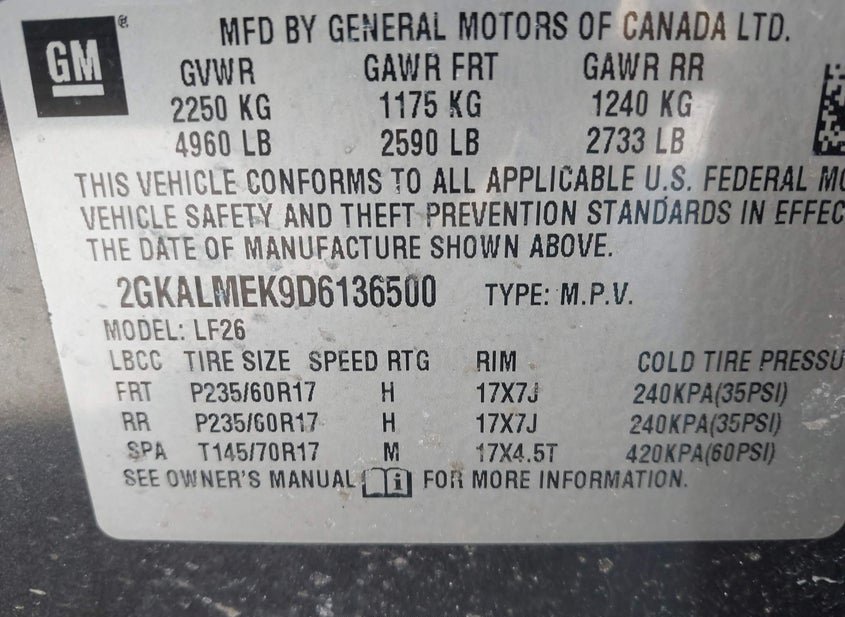 GM ®
MFD BY GENERAL MOTORS OF CANADA LTD.
GVWR GAWR FRT GAWR RR
2250 KG 1175 KG 1240 KG
4960 LB 2590 LB 2733 LB
THIS VEHICLE CONFORMS TO ALL APPLICABLE U.S. FEDERAL MO
VEHICLE SAFETY AND THEFT PREVENTION STANDARDS IN EFFEC
THE DATE OF MANUFACTURE SHOWN ABOVE.
2GKALMEK9D6136500 TYPE: M.P.V.
MODEL: LF26
LBCC TIRE SIZE SPEED RTG RIM COLD TIRE PRESSU
FRT P235/60R17 H 17X7J 240KPA(35PSI)
RR P235/60R17 H 17X7J 240KPA(35PSI)
SPA T145/70R17 M 17X4.5T 420KPA(60PSI)
SEE OWNER'S MANUAL i FOR MORE INFORMATION.